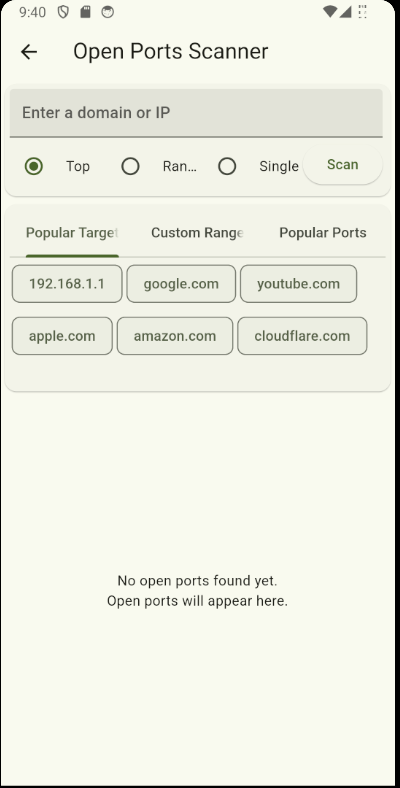 9:40
Open Ports Scanner
Enter a domain or IP
Top Ran... Single Scan
Popular Target Custom Range Popular Ports
192.168.1.1 google.com youtube.com
apple.com amazon.com cloudflare.com
No open ports found yet.
Open ports will appear here.